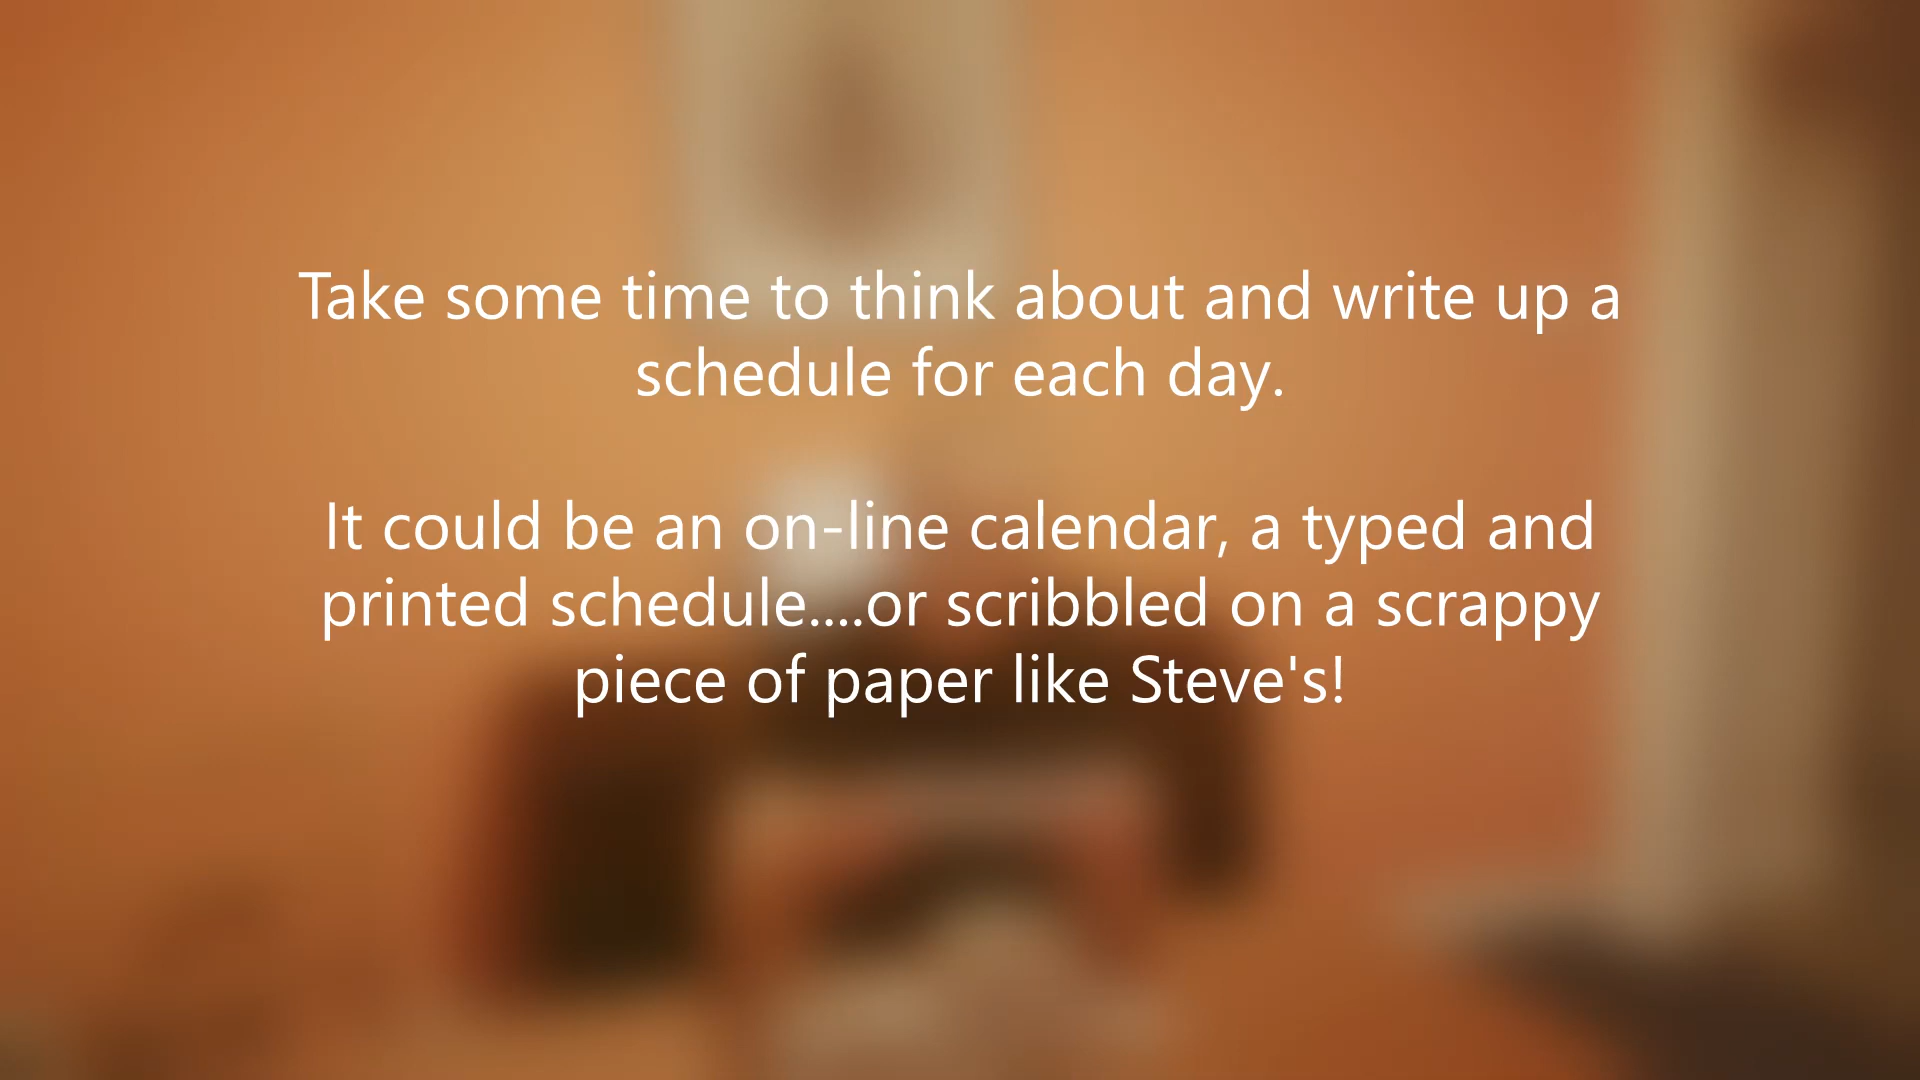 Take some time to think about and write up a
schedule for each day.
It could be an on-line calendar, a typed and
printed schedule....or scribbled on a scrappy
piece of paper like Steve's!